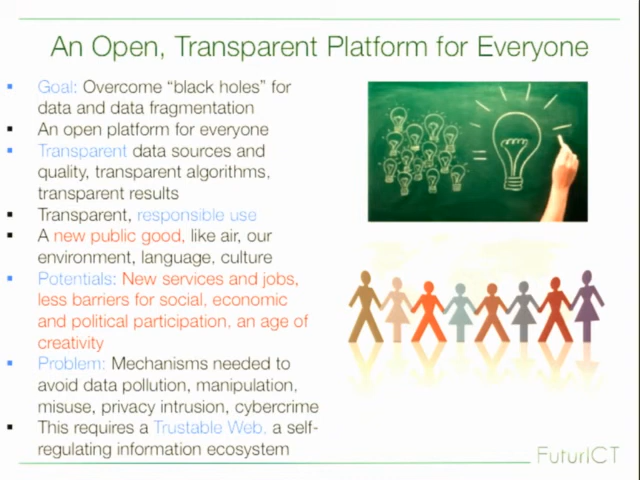 An Open, Transparent Platform for Everyone
Goal: Overcome “black holes” for
data and data fragmentation
An open platform for everyone
Transparent data sources and
quality, transparent algorithms,
transparent results
Transparent, responsible use
A new public good, like air, our
environment, language, culture
Potentials: New services and jobs,
less barriers for social, economic
and political participation, an age of
creativity
Problem: Mechanisms needed to
avoid data pollution, manipulation,
misuse, privacy intrusion, cybercrime
This requires a Trustable Web, a self-
regulating information ecosystem
FuturICT